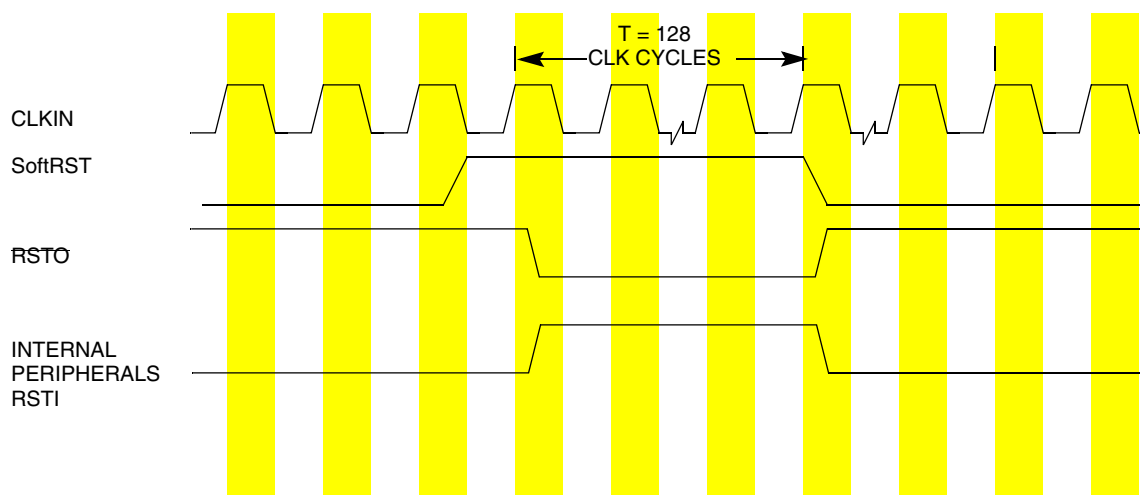 T = 128
CLK CYCLES
CLKIN
SoftRST
RSTO
INTERNAL
PERIPHERALS
RSTI